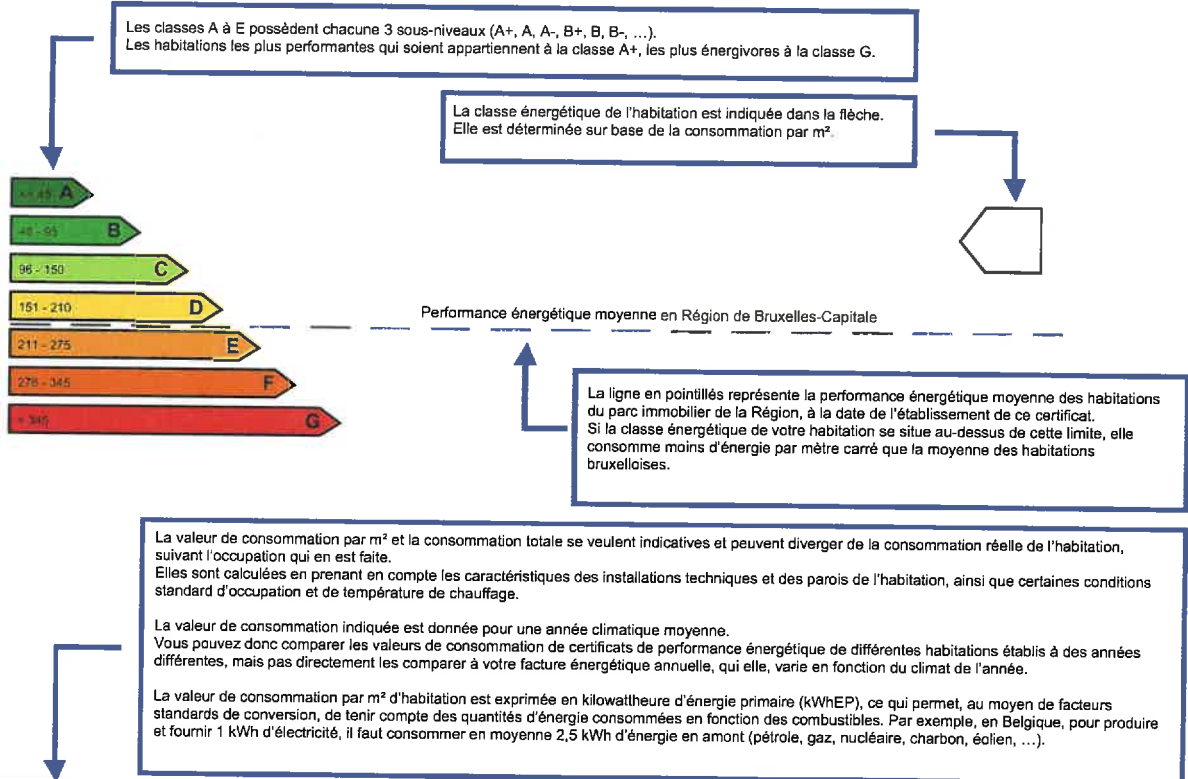 Les classes A à E possèdent chacune 3 sous-niveaux (A+, A, A-, B+, B, B-, ...).
Les habitations les plus performantes qui soient appartiennent à la classe A+, les plus énergivores à la classe G.
La classe énergétique de l'habitation est indiquée dans la flèche.
Elle est déterminée sur base de la consommation par m².
A
B
96 - 150 C
151 - 210 D
Performance énergétique moyenne en Région de Bruxelles-Capitale
211 - 275 E
276 - 345 F
> 345 G
La ligne en pointillés représente la performance énergétique moyenne des habitations
du parc immobilier de la Région, à la date de l'établissement de ce certificat.
Si la classe énergétique de votre habitation se situe au-dessus de cette limite, elle
consomme moins d'énergie par mètre carré que la moyenne des habitations
bruxelloises.
La valeur de consommation par m² et la consommation totale se veulent indicatives et peuvent diverger de la consommation réelle de l'habitation,
suivant l'occupation qui en est faite.
Elles sont calculées en prenant en compte les caractéristiques des installations techniques et des parois de l'habitation, ainsi que certaines conditions
standard d'occupation et de température de chauffage.
La valeur de consommation indiquée est donnée pour une année climatique moyenne.
Vous pouvez donc comparer les valeurs de consommation de certificats de performance énergétique de différentes habitations établis à des années
différentes, mais pas directement les comparer à votre facture énergétique annuelle, qui elle, varie en fonction du climat de l'année.
La valeur de consommation par m² d'habitation est exprimée en kilowattheure d'énergie primaire (kWhEP), ce qui permet, au moyen de facteurs
standards de conversion, de tenir compte des quantités d'énergie consommées en fonction des combustibles. Par exemple, en Belgique, pour produire
et fournir 1 kWh d'électricité, il faut consommer en moyenne 2,5 kWh d'énergie en amont (pétrole, gaz, nucléaire, charbon, éolien, ...).